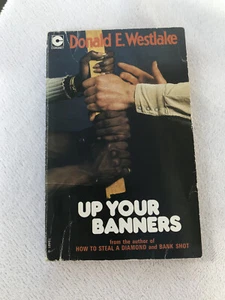 Donald E. Westlake
UP YOUR
BANNERS
from the author of
HOW TO STEAL A DIAMOND and BANK SHOT